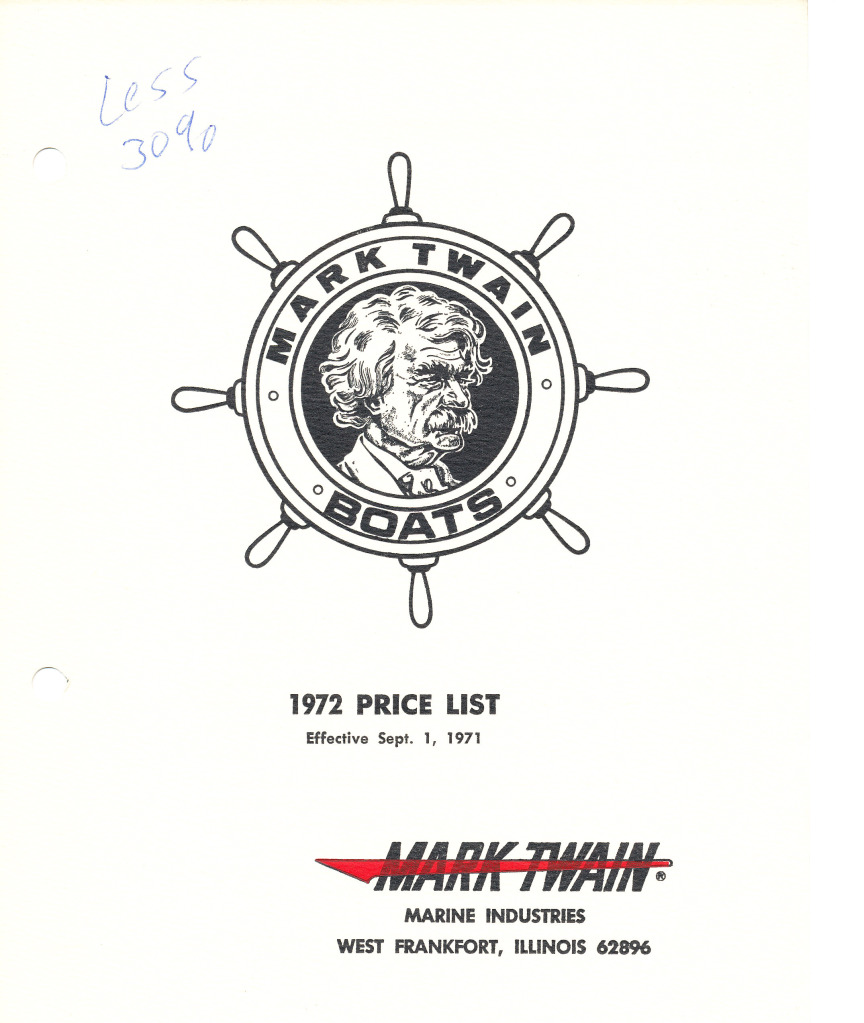 Less
30%
MARK TWAIN
BOATS
1972 PRICE LIST
Effective Sept. 1, 1971
MARK TWAIN®
MARINE INDUSTRIES
WEST FRANKFORT, ILLINOIS 62896